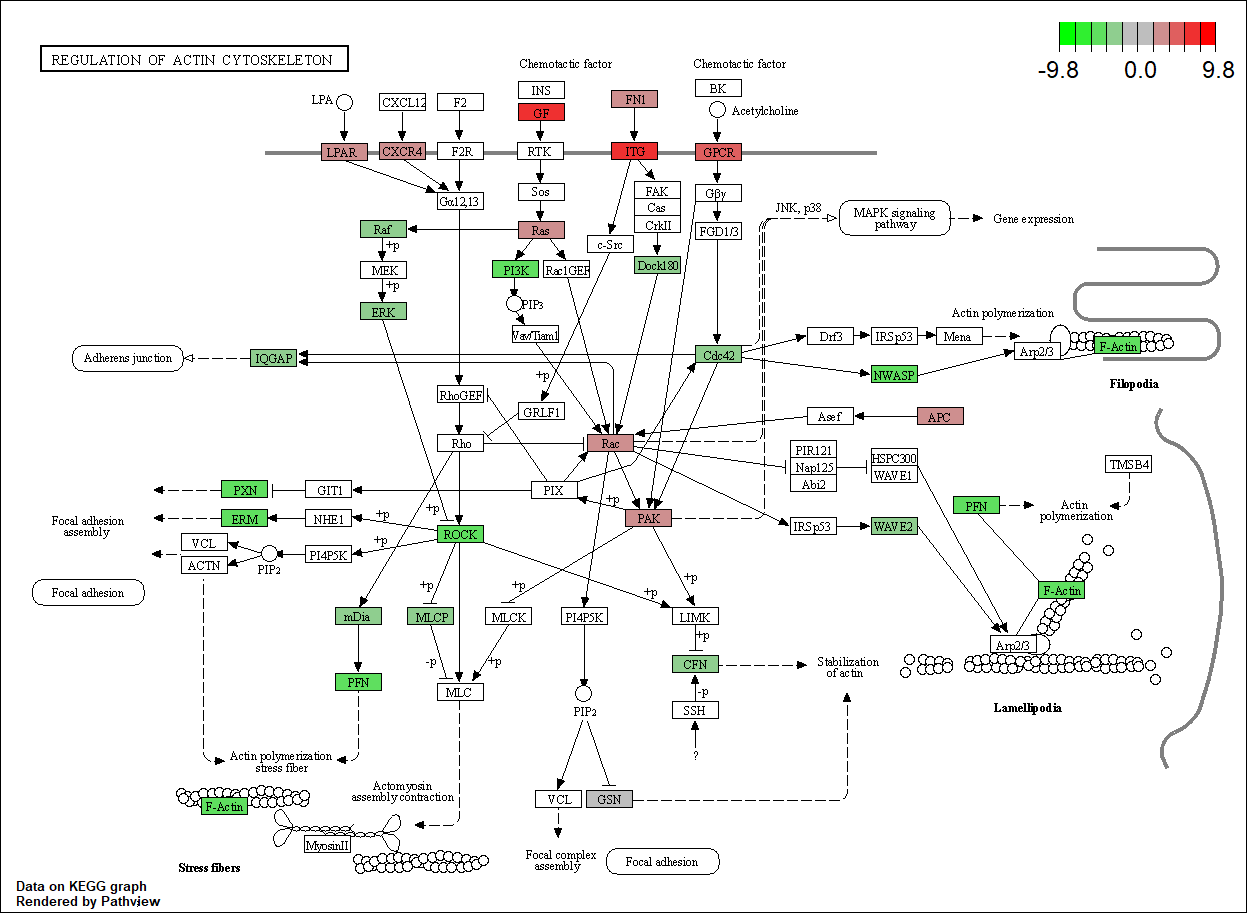 REGULATION OF ACTIN CYTOSKELETON
-9.8 0.0 9.8
Chemotactic factor
Chemotactic factor
LPA
CXCL12
F2
INS
GF
FN1
BK
Acetylcholine
LPAR
CXCR4
F2R
RTK
ITG
GPCR
Gα12,13
Sos
FAK
Cas
CrkII
Gβγ
JNK, p38
MAPK signaling
pathway
Gene expression
Raf
Ras
c-Src
FGD1/3
+p
MEK
PI3K
Rac1GEF
Dock180
+p
ERK
PIP3
Vav/Tiam1
Actin polymerization
Drf3
IRSp53
Mena
Arp2/3
F-Actin
Adherens junction
IQGAP
Cdc42
NWASP
Filopodia
+p
RhoGEF
GRLF1
Asef
APC
Rho
Rac
PIR121
Nap125
Abi2
HSPC300
WAVE1
TMSB4
PXN
GIT1
PIX
+p
PFN
Actin
polymerization
Focal adhesion
assembly
ERM
NHE1
+p
+p
PAK
IRSp53
WAVE2
VCL
ACTN
PIP2
PI4P5K
+p
ROCK
Focal adhesion
+p
+p
+p
+p
F-Actin
mDia
MLCP
MLCK
PI4P5K
LIMK
Arp2/3
+p
-p
+p
CFN
Stabilization
of actin
PFN
MLC
-p
SSH
PIP2
Lamellipodia
?
Actin polymerization
stress fiber
Actomyosin
assembly contraction
VCL
GSN
F-Actin
MyosinII
Focal complex
assembly
Focal adhesion
Stress fibers
Data on KEGG graph
Rendered by Pathview